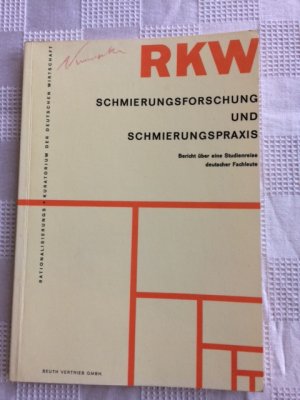 RKW
SCHMIERUNGSFORSCHUNG
UND
SCHMIERUNGSPRAXIS
Bericht über eine Studienreise
deutscher Fachleute
RATIONALISIERUNGS - KURATORIUM DER DEUTSCHEN WIRTSCHAFT
BEUTH VERTRIEB GMBH